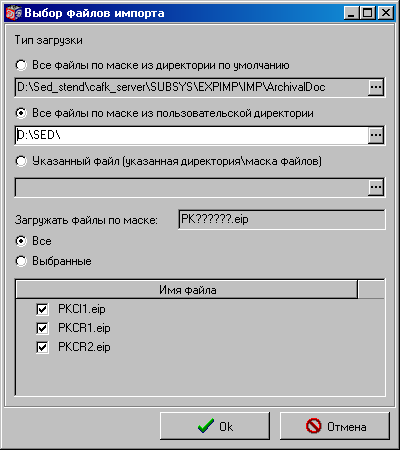 Выбор файлов импорта
Тип загрузки
Все файлы по маске из директории по умолчанию
D:\Sed_stend\cafk_server\SUBSYS\EXPIMP\IMP\ArchivalDoc
...
Все файлы по маске из пользовательской директории
D:\SED\
...
Указанный файл (указанная директория\маска файлов)
...
Загружать файлы по маске:
PK??????.eip
Все
Выбранные
Имя файла
PKCI1.eip
PKCR1.eip
PKCR2.eip
Ok
Отмена